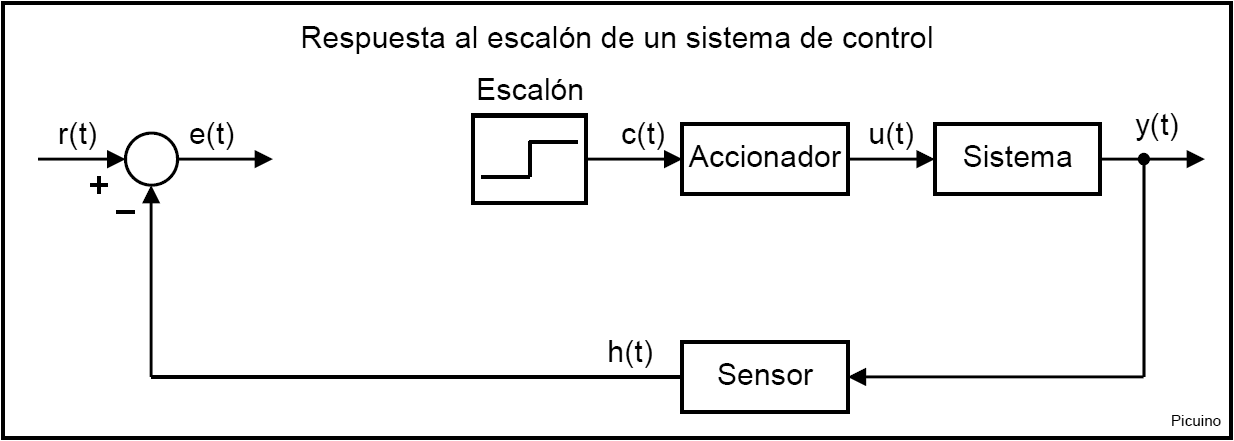 Respuesta al escalón de un sistema de control
Escalón
r(t)
e(t)
c(t)
Accionador
u(t)
Sistema
y(t)
+
−
h(t)
Sensor
Picuino